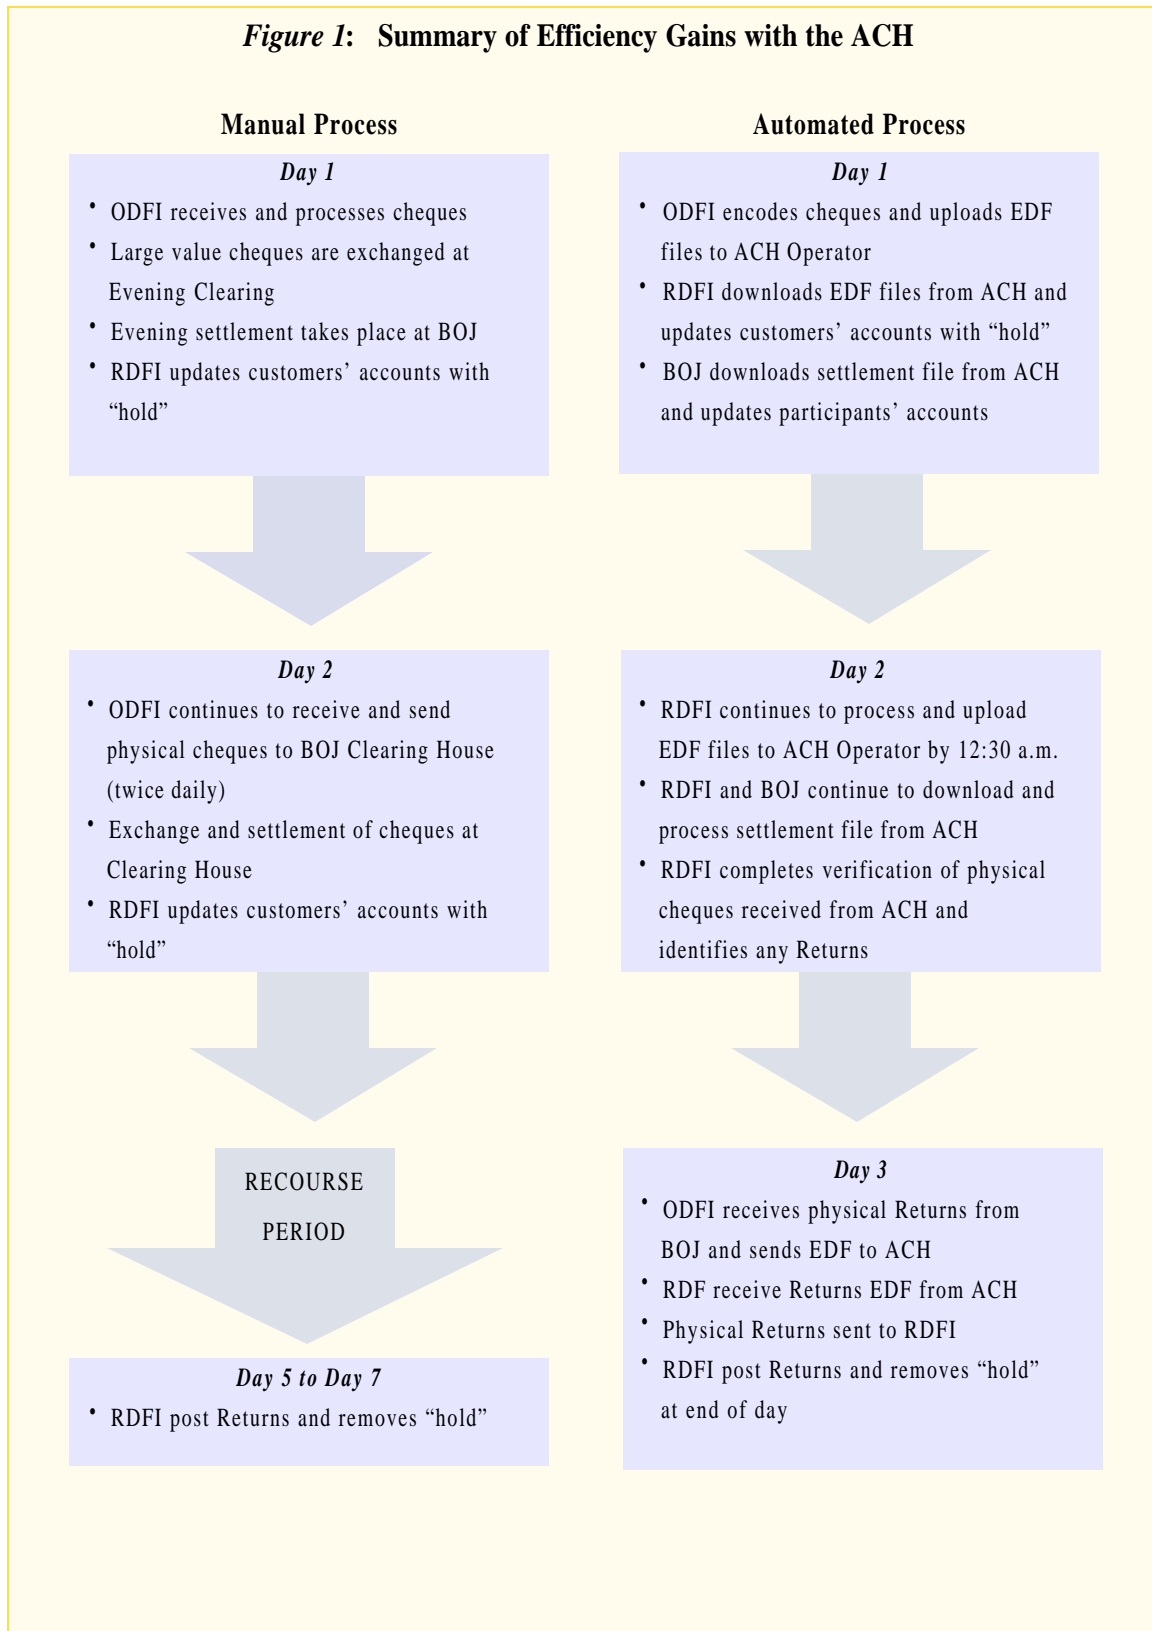 Figure 1: Summary of Efficiency Gains with the ACH
Manual Process
Day 1
• ODFI receives and processes cheques
• Large value cheques are exchanged at
Evening Clearing
• Evening settlement takes place at BOJ
• RDFI updates customers’ accounts with
“hold”
Day 2
• ODFI continues to receive and send
physical cheques to BOJ Clearing House
(twice daily)
• Exchange and settlement of cheques at
Clearing House
• RDFI updates customers’ accounts with
“hold”
RECOURSE
PERIOD
Day 5 to Day 7
• RDFI post Returns and removes “hold”
Automated Process
Day 1
• ODFI encodes cheques and uploads EDF
files to ACH Operator
• RDFI downloads EDF files from ACH and
updates customers’ accounts with “hold”
• BOJ downloads settlement file from ACH
and updates participants’ accounts
Day 2
• RDFI continues to process and upload
EDF files to ACH Operator by 12:30 a.m.
• RDFI and BOJ continue to download and
process settlement file from ACH
• RDFI completes verification of physical
cheques received from ACH and
identifies any Returns
Day 3
• ODFI receives physical Returns from
BOJ and sends EDF to ACH
• RDF receive Returns EDF from ACH
• Physical Returns sent to RDFI
• RDFI post Returns and removes “hold”
at end of day